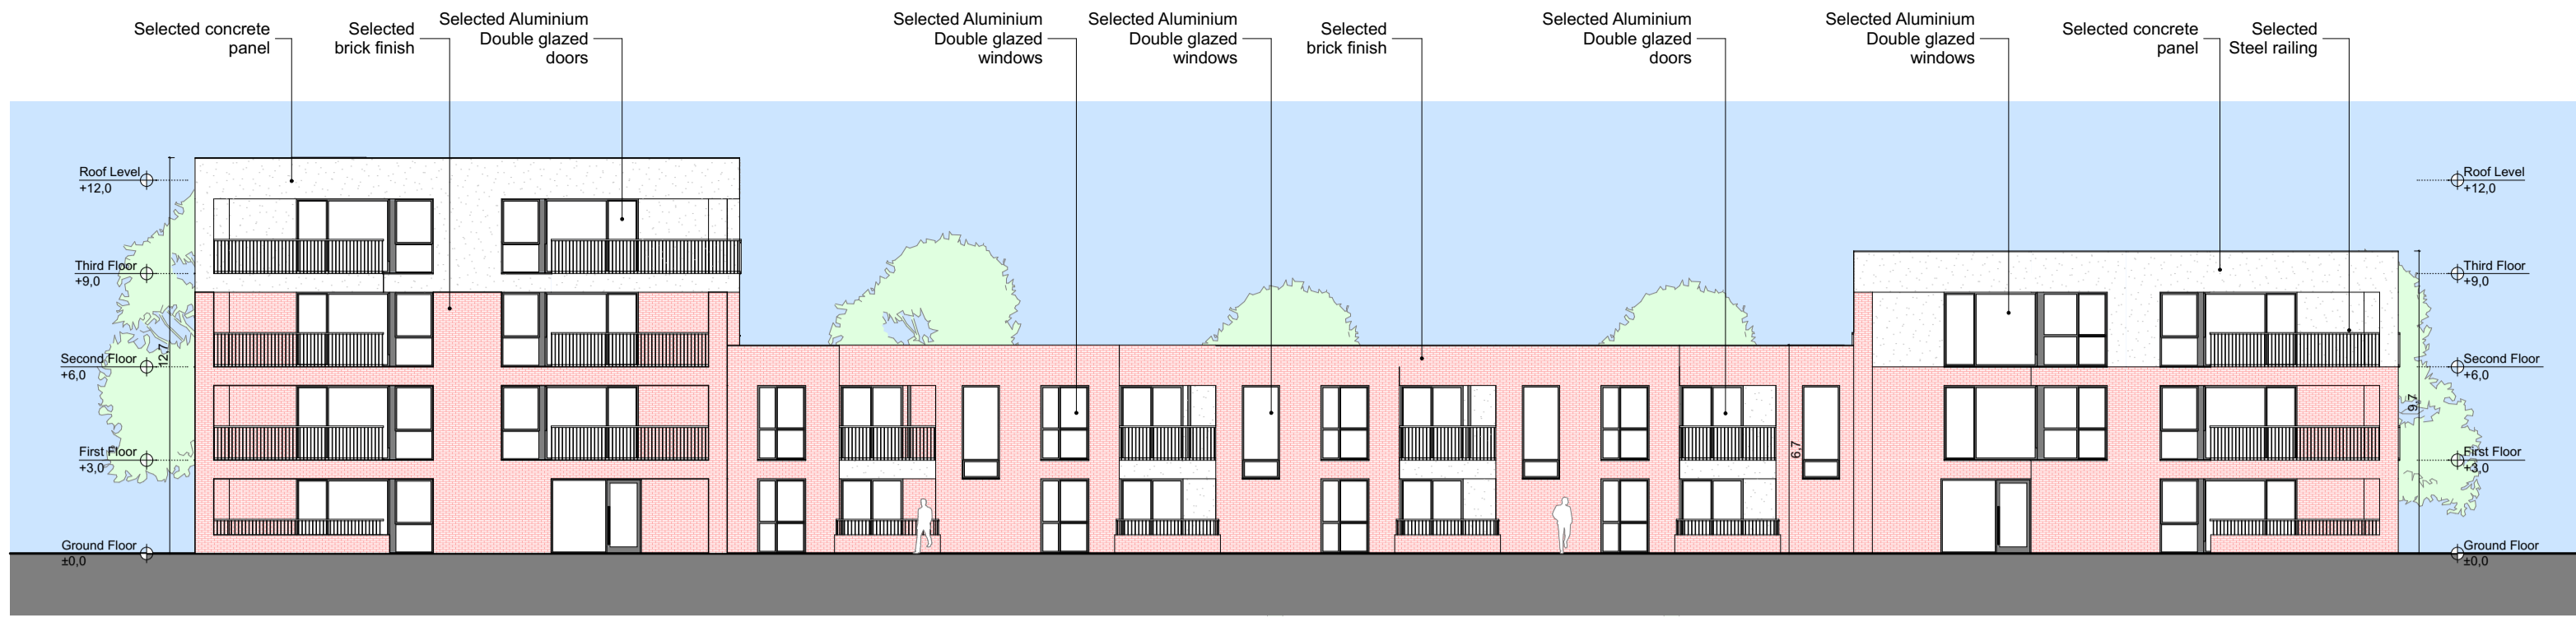 Selected concrete
panel
Selected
brick finish
Selected Aluminium
Double glazed
doors
Selected Aluminium
Double glazed
windows
Selected Aluminium
Double glazed
windows
Selected
brick finish
Selected Aluminium
Double glazed
doors
Selected Aluminium
Double glazed
windows
Selected concrete
panel
Selected
Steel railing
Roof Level
+12,0
Third Floor
+9,0
Second Floor
+6,0
First Floor
+3,0
Ground Floor
±0,0
12,7
6,7
9,7
Roof Level
+12,0
Third Floor
+9,0
Second Floor
+6,0
First Floor
+3,0
Ground Floor
±0,0